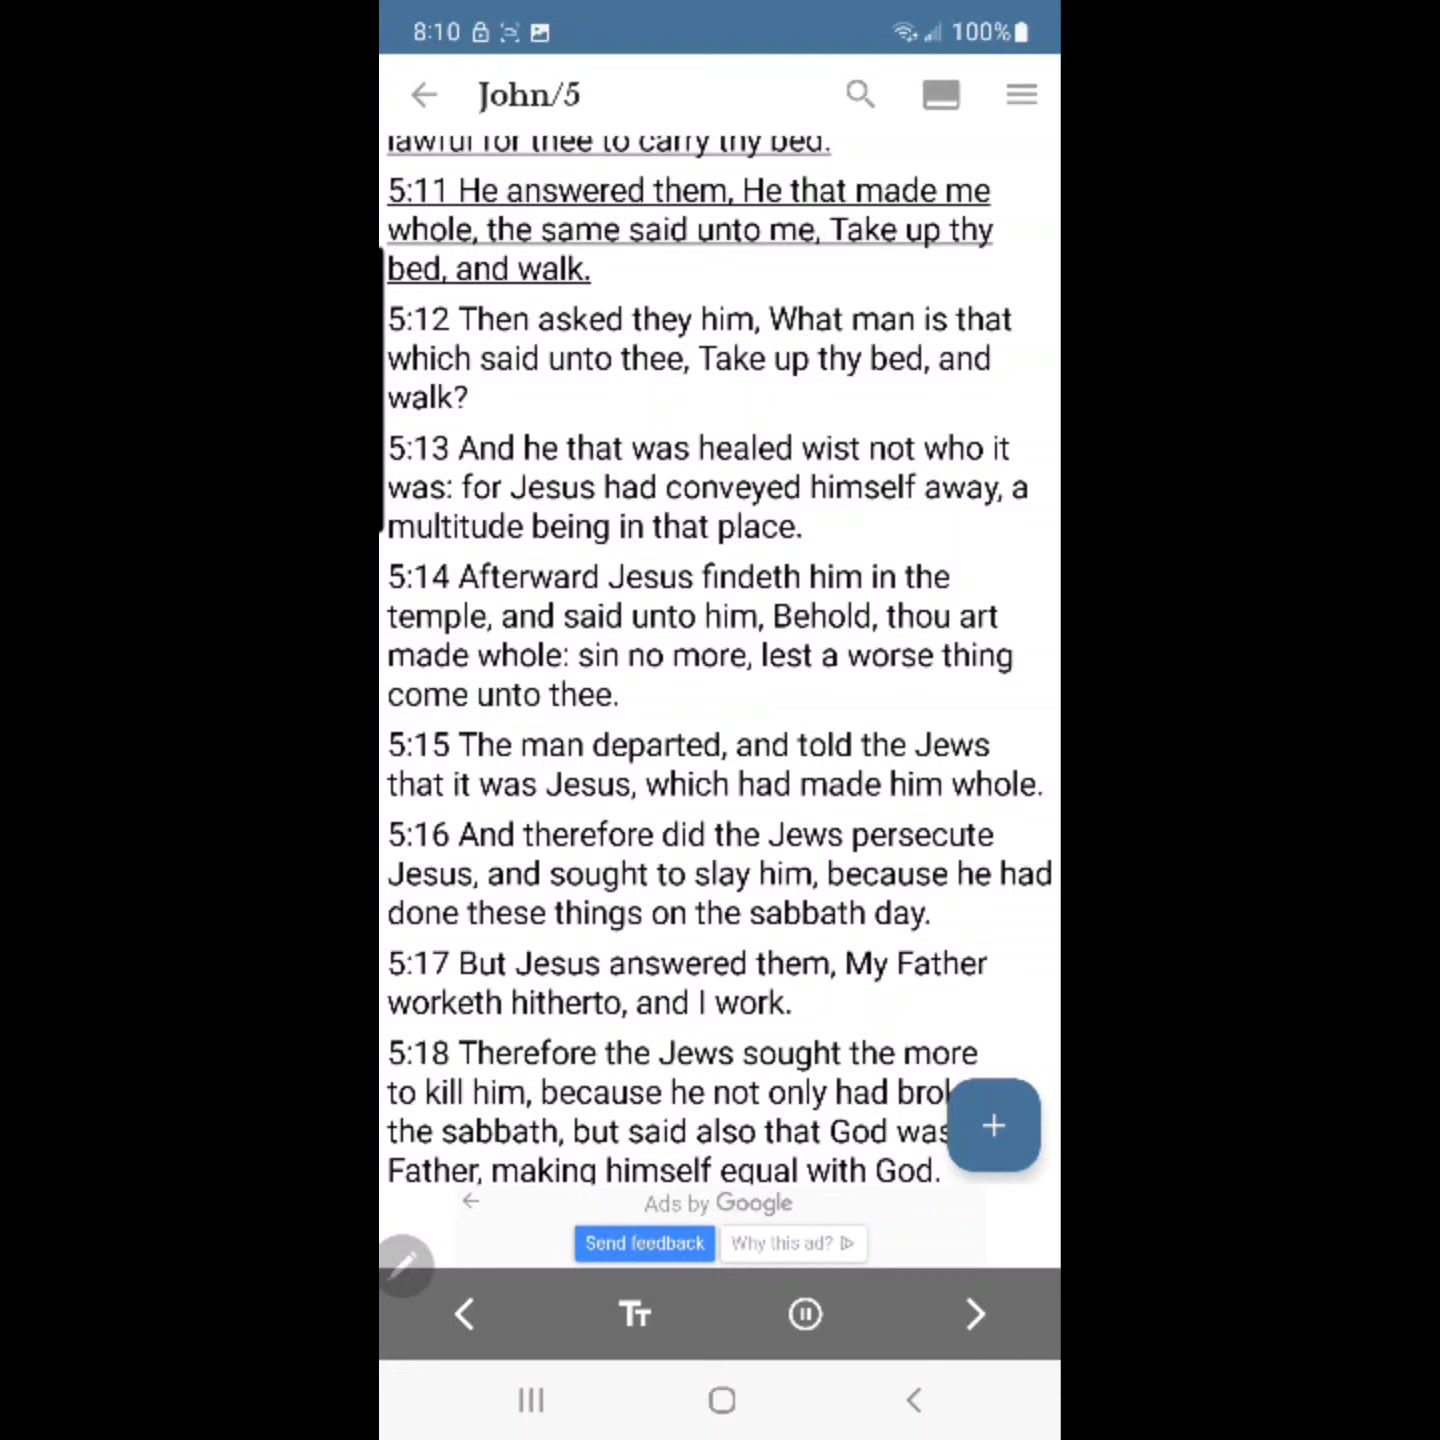 8:10 100%
John/5
lawful for thee to carry thy bed.
5:11 He answered them, He that made me
whole, the same said unto me, Take up thy
bed, and walk.
5:12 Then asked they him, What man is that
which said unto thee, Take up thy bed, and
walk?
5:13 And he that was healed wist not who it
was: for Jesus had conveyed himself away, a
multitude being in that place.
5:14 Afterward Jesus findeth him in the
temple, and said unto him, Behold, thou art
made whole: sin no more, lest a worse thing
come unto thee.
5:15 The man departed, and told the Jews
that it was Jesus, which had made him whole.
5:16 And therefore did the Jews persecute
Jesus, and sought to slay him, because he had
done these things on the sabbath day.
5:17 But Jesus answered them, My Father
worketh hitherto, and I work.
5:18 Therefore the Jews sought the more
to kill him, because he not only had
the sabbath, but said also that God was
Father, making himself equal with God.
Ads by Google
Send feedback Why this ad?
TT